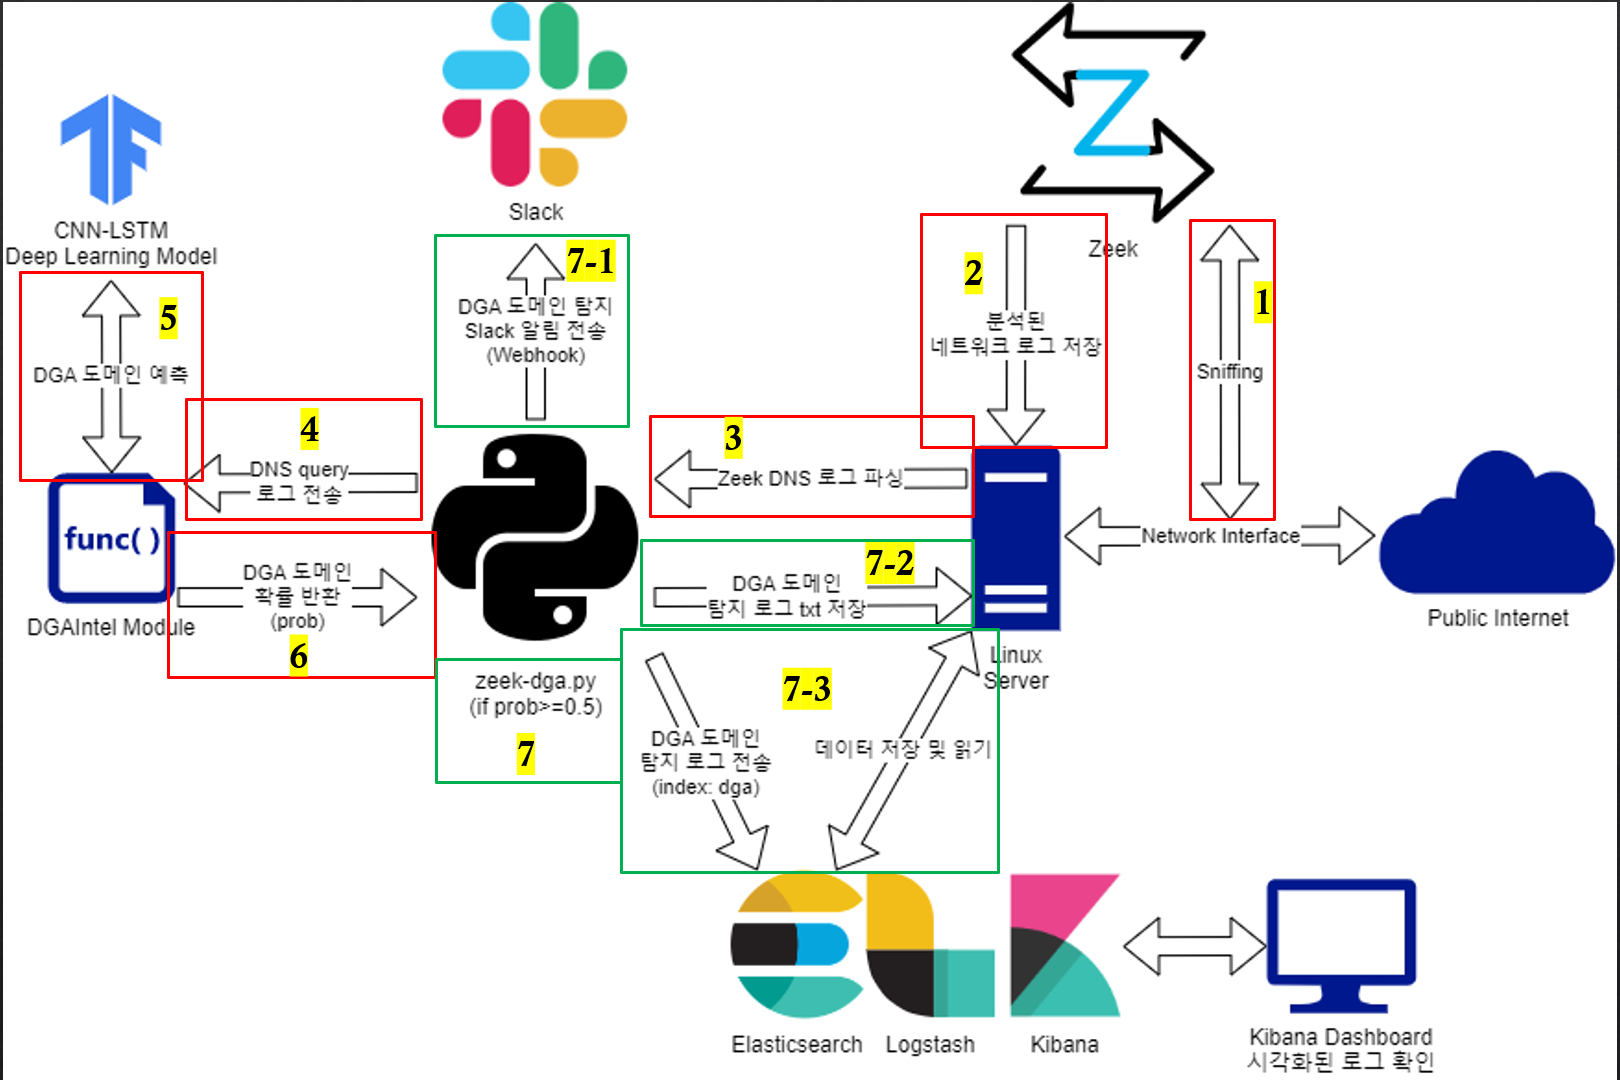 Slack
Zeek
CNN-LSTM
Deep Learning Model
7-1
DGA 도메인 탐지
Slack 알림 전송
(Webhook)
2
분석된
네트워크 로그 저장
1
Sniffing
5
DGA 도메인 예측
4
DNS query
로그 전송
3
Zeek DNS 로그 파싱
func( )
DGAIntel Module
DGA 도메인
확률 반환
(prob)
6
7-2
DGA 도메인
탐지 로그 txt 저장
Network Interface
Public Internet
Linux
Server
zeek-dga.py
(if prob>=0.5)
7
7-3
DGA 도메인
탐지 로그 전송
(index: dga)
데이터 저장 및 읽기
Elasticsearch
Logstash
Kibana
Kibana Dashboard
시각화된 로그 확인